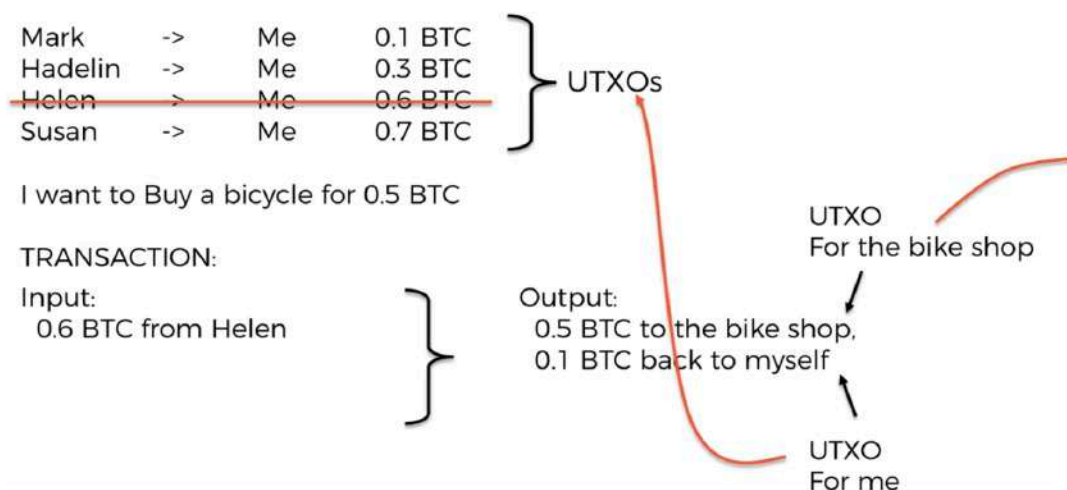 Mark -> Me 0.1 BTC
Hadelin -> Me 0.3 BTC
Helen -> Me 0.6 BTC
Susan -> Me 0.7 BTC
UTXOs
I want to Buy a bicycle for 0.5 BTC
TRANSACTION:
Input:
0.6 BTC from Helen
Output:
0.5 BTC to the bike shop,
0.1 BTC back to myself
UTXO
For the bike shop
UTXO
For me